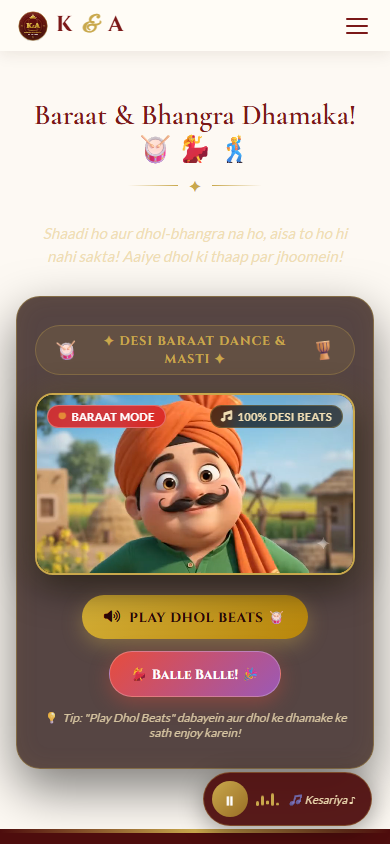 K & A
K & A
Baraat & Bhangra Dhamaka!
Shaadi ho aur dhol-bhangra na ho, aisa to ho hi
nahi sakta! Aaiye dhol ki thaap par jhoomein!
DESI BARAAT DANCE &
MASTI
BARAAT MODE
100% DESI BEATS
PLAY DHOL BEATS
Balle Balle!
Tip: "Play Dhol Beats" dabayein aur dhol ke dhamake ke
sath enjoy karein!
Kesariya